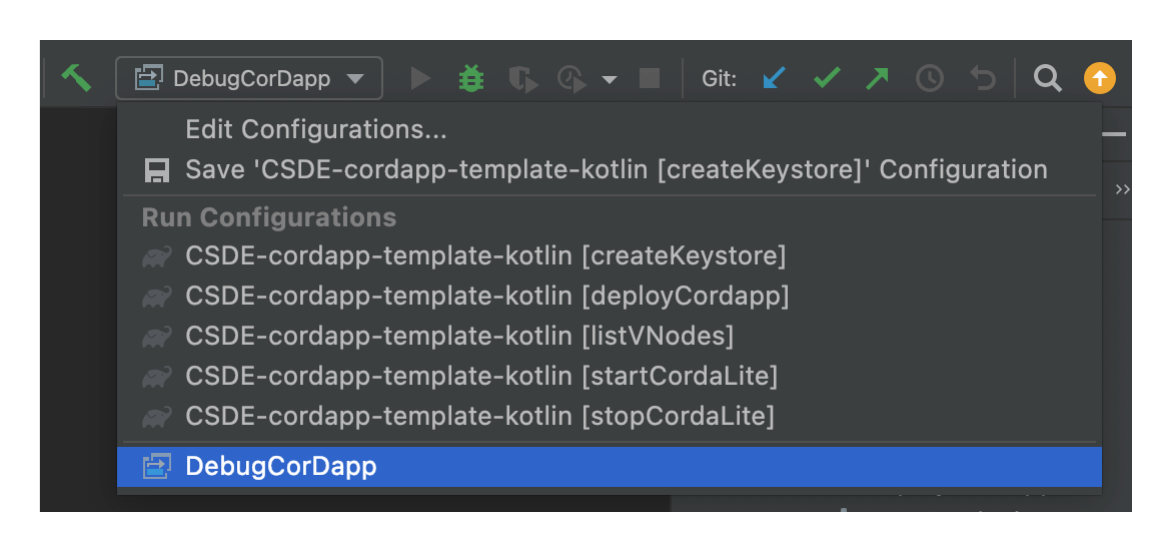 DebugCorDapp Git:
Edit Configurations...
Save 'CSDE-cordapp-template-kotlin [createKeystore]' Configuration
Run Configurations
CSDE-cordapp-template-kotlin [createKeystore]
CSDE-cordapp-template-kotlin [deployCordapp]
CSDE-cordapp-template-kotlin [listVNodes]
CSDE-cordapp-template-kotlin [startCordaLite]
CSDE-cordapp-template-kotlin [stopCordaLite]
DebugCorDapp